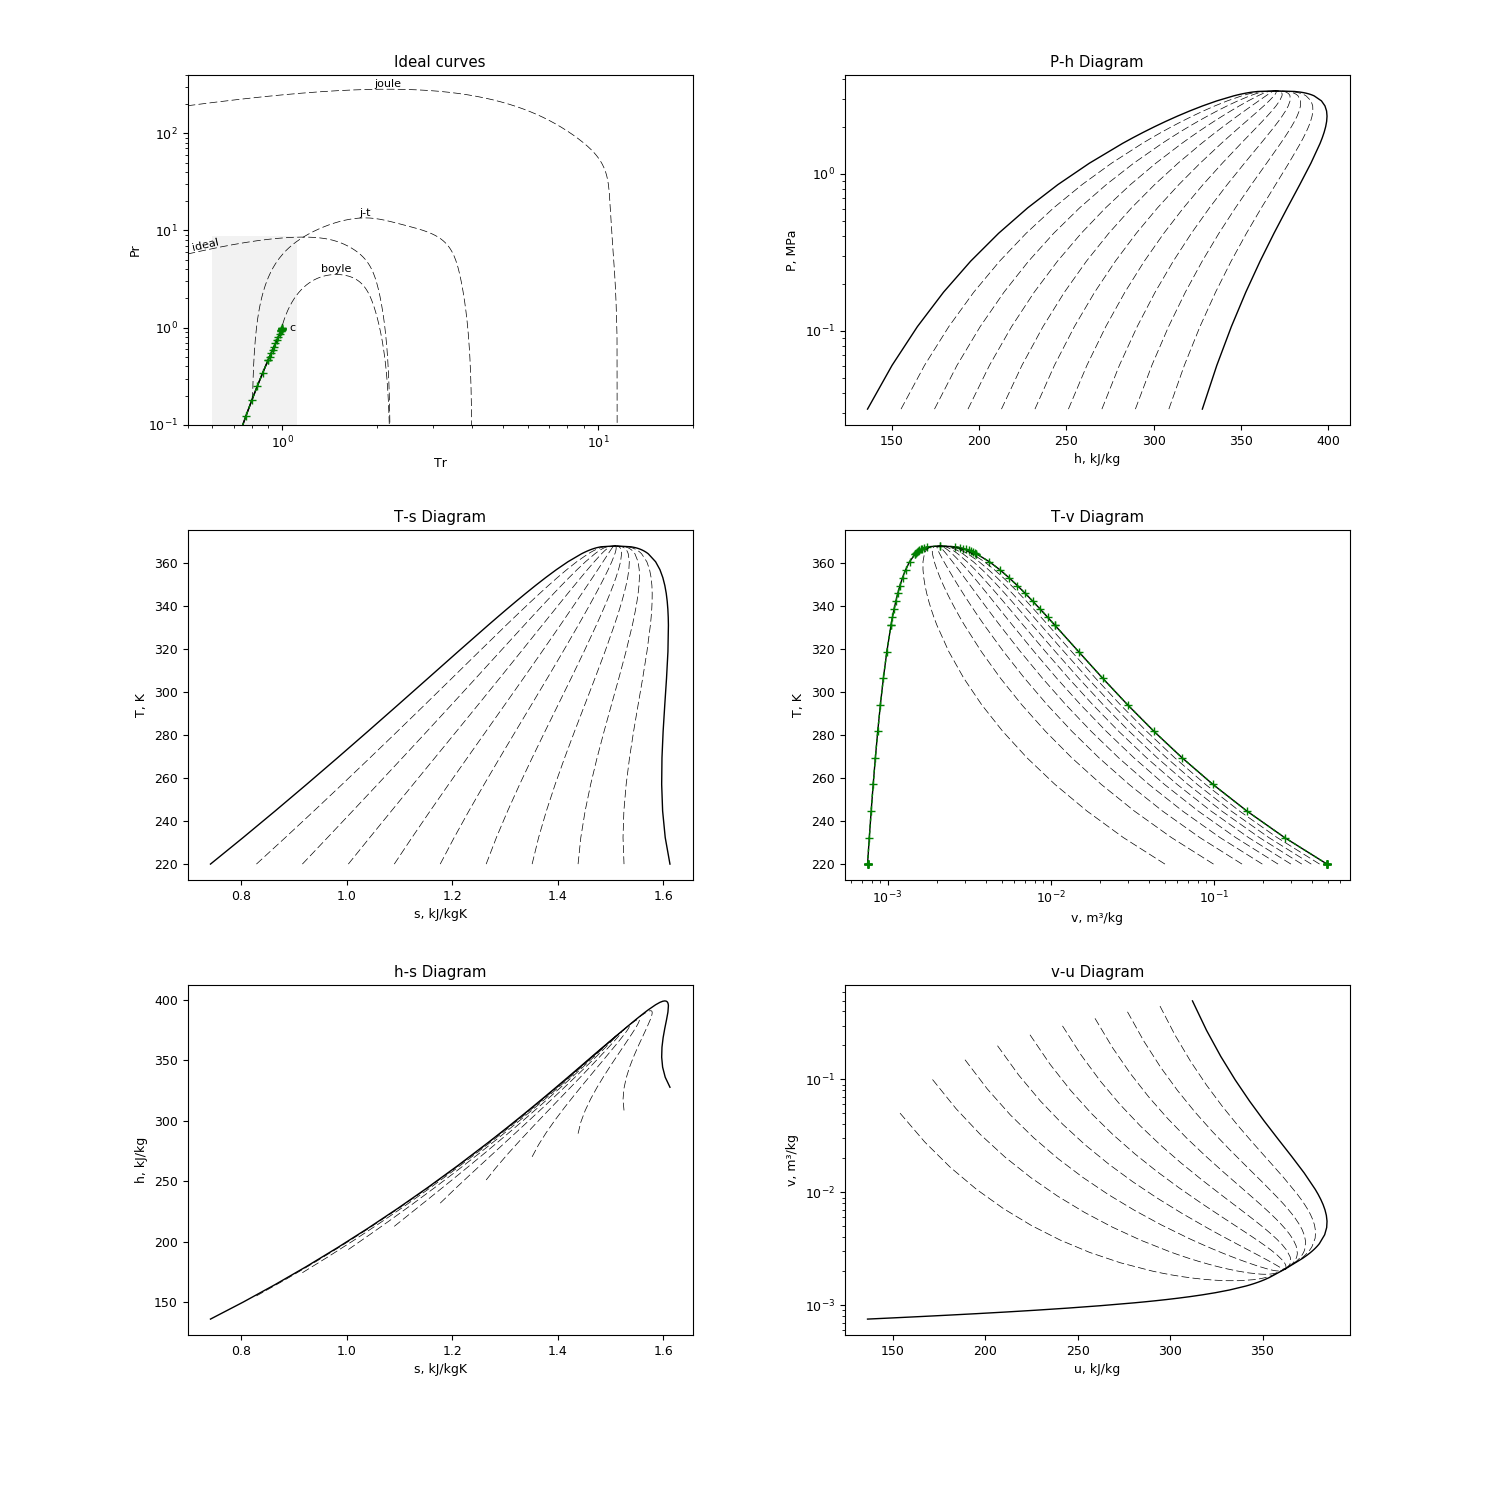 Ideal curves
joule
j-t
ideal
boyle
c
10²
10¹
10⁰
10⁻¹
Pr
10⁰ 10¹
Tr
P-h Diagram
10⁰
10⁻¹
P, MPa
150 200 250 300 350 400
h, kJ/kg
T-s Diagram
360
340
320
300
280
260
240
220
T, K
0.8 1.0 1.2 1.4 1.6
s, kJ/kgK
T-v Diagram
360
340
320
300
280
260
240
220
T, K
10⁻³ 10⁻² 10⁻¹
v, m³/kg
h-s Diagram
400
350
300
250
200
150
h, kJ/kg
0.8 1.0 1.2 1.4 1.6
s, kJ/kgK
v-u Diagram
10⁻¹
10⁻²
10⁻³
v, m³/kg
150 200 250 300 350
u, kJ/kg